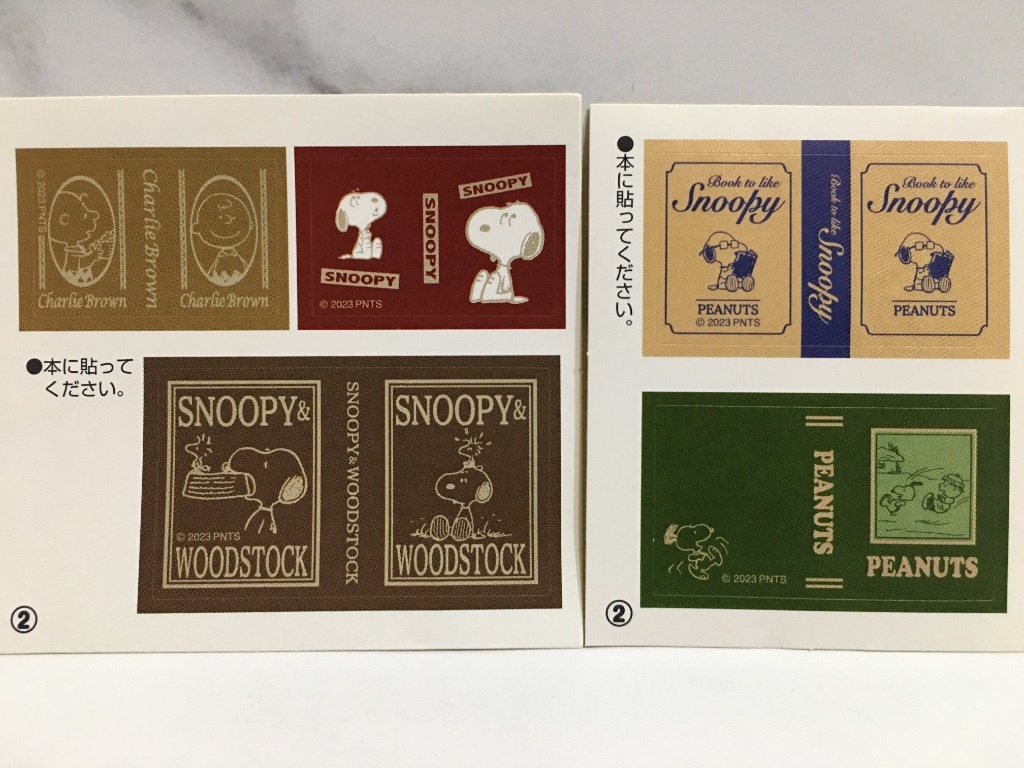 © 2023 PNTS
Charlie Brown
Charlie Brown
Charlie Brown
SNOOPY
© 2023 PNTS
SNOOPY
SNOOPY
●本に貼って
ください。
SNOOPY&
© 2023 PNTS
WOODSTOCK
SNOOPY&WOODSTOCK
SNOOPY&
WOODSTOCK
②
●本に貼ってください。
Book to like
Snoopy
PEANUTS
© 2023 PNTS
Book to like Snoopy
Book to like
Snoopy
PEANUTS
© 2023 PNTS
PEANUTS
PEANUTS
②